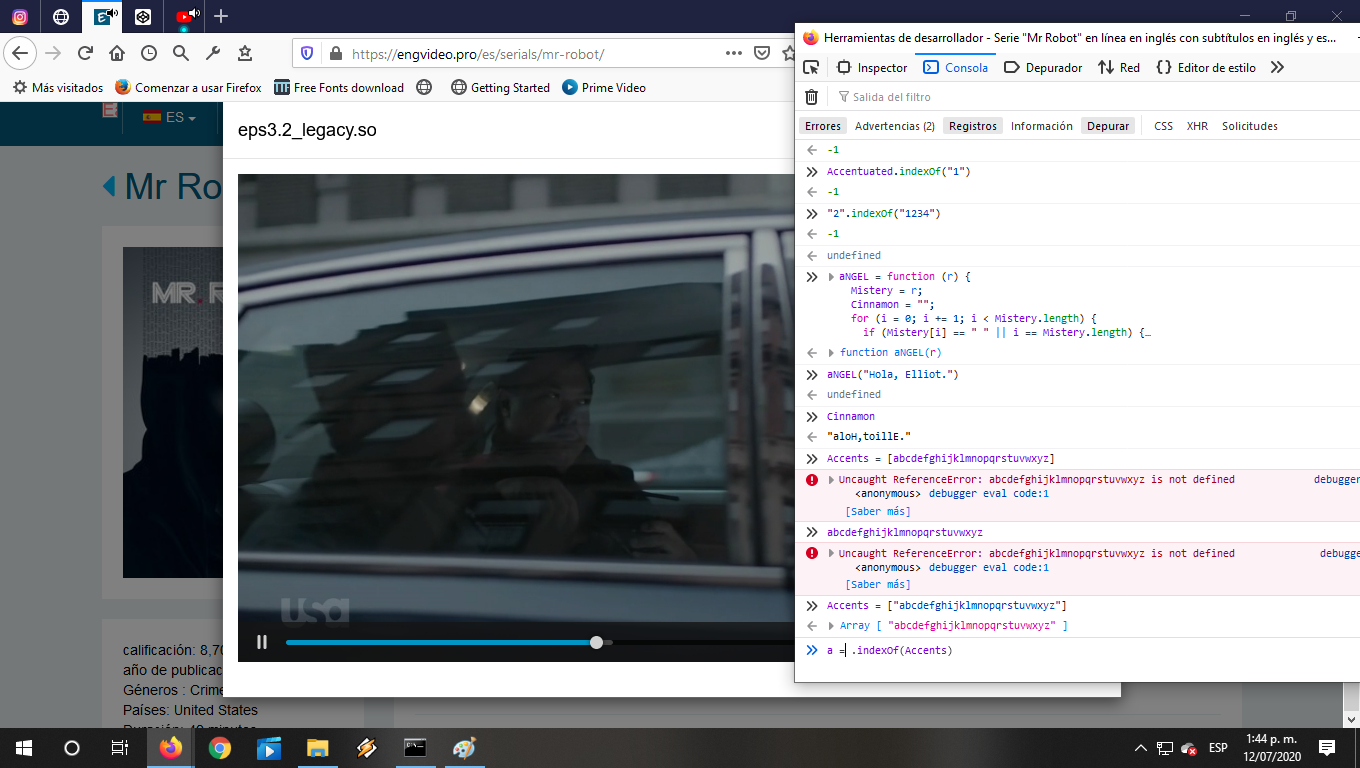 https://engvideo.pro/es/serials/mr-robot/
Más visitados
Comenzar a usar Firefox
Free Fonts download
Getting Started
Prime Video
ES
Mr Ro
MR. R
calificación: 8,70
año de publicac
Géneros : Crime
Países: United States
eps3.2_legacy.so
usa
Herramientas de desarrollador - Serie "Mr Robot" en línea en inglés con subtítulos en inglés y es...
Inspector
Consola
Depurador
Red
Editor de estilo
Salida del filtro
Errores
Advertencias (2)
Registros
Información
Depurar
CSS
XHR
Solicitudes
-1
Accentuated.indexOf("1")
-1
"2".indexOf("1234")
-1
undefined
aNGEL = function (r) {
Mistery = r;
Cinnamon = "";
for (i = 0; i += 1; i < Mistery.length) {
if (Mistery[i] == " " || i == Mistery.length) {…
function aNGEL(r)
aNGEL("Hola, Elliot.")
undefined
Cinnamon
"aloH,toillE."
Accents = [abcdefghijklmnopqrstuvwxyz]
Uncaught ReferenceError: abcdefghijklmnopqrstuvwxyz is not defined
debugger
<anonymous> debugger eval code:1
[Saber más]
abcdefghijklmnopqrstuvwxyz
Uncaught ReferenceError: abcdefghijklmnopqrstuvwxyz is not defined
debugge
<anonymous> debugger eval code:1
[Saber más]
Accents = ["abcdefghijklmnopqrstuvwxyz"]
Array [ "abcdefghijklmnopqrstuvwxyz" ]
a = .indexOf(Accents)
ESP
1:44 p. m.
12/07/2020